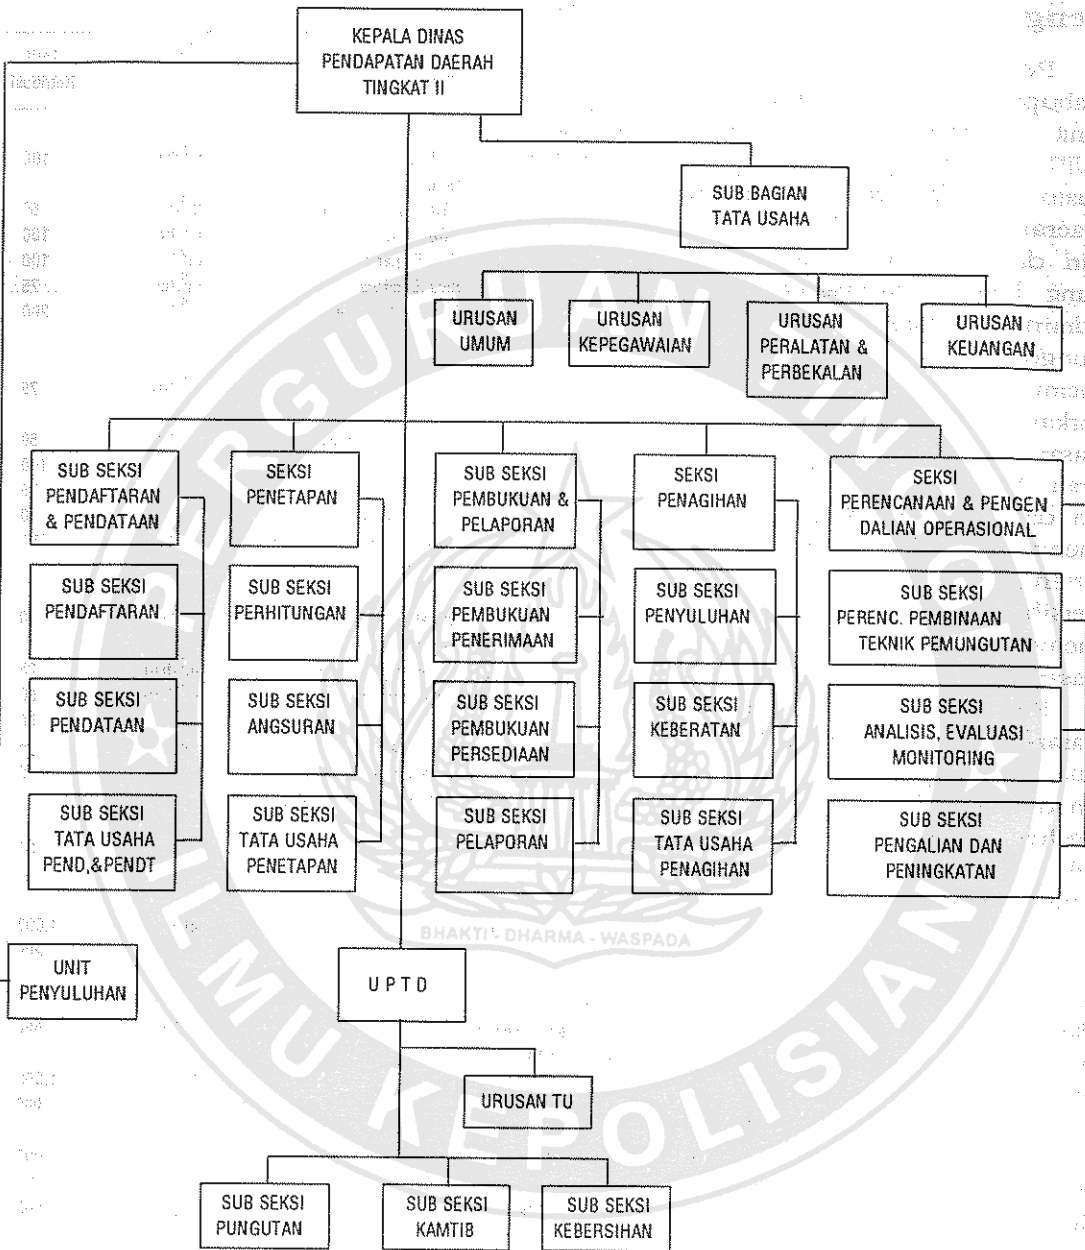 KEPALA DINAS
PENDAPATAN DAERAH
TINGKAT II
SUB BAGIAN
TATA USAHA
URUSAN
UMUM
URUSAN
KEPEGAWAIAN
URUSAN
PERALATAN &
PERBEKALAN
URUSAN
KEUANGAN
SUB SEKSI
PENDAFTARAN
& PENDATAAN
SEKSI
PENETAPAN
SUB SEKSI
PEMBUKUAN &
PELAPORAN
SEKSI
PENAGIHAN
SEKSI
PERENCANAAN & PENGEN
DALIAN OPERASIONAL
SUB SEKSI
PENDAFTARAN
SUB SEKSI
PERHITUNGAN
SUB SEKSI
PEMBUKUAN
PENERIMAAN
SUB SEKSI
PENYULUHAN
SUB SEKSI
PERENC. PEMBINAAN
TEKNIK PEMUNGUTAN
SUB SEKSI
PENDATAAN
SUB SEKSI
ANGSURAN
SUB SEKSI
PEMBUKUAN
PERSEDIAAN
SUB SEKSI
KEBERATAN
SUB SEKSI
ANALISIS, EVALUASI
MONITORING
SUB SEKSI
TATA USAHA
PEND,&PENDT
SUB SEKSI
TATA USAHA
PENETAPAN
SUB SEKSI
PELAPORAN
SUB SEKSI
TATA USAHA
PENAGIHAN
SUB SEKSI
PENGALIAN DAN
PENINGKATAN
UNIT
PENYULUHAN
U P T D
URUSAN TU
SUB SEKSI
PUNGUTAN
SUB SEKSI
KAMTIB
SUB SEKSI
KEBERSIHAN
PERGURUAN TINGGI
ILMU KEPOLISIAN
BHAKTI - DHARMA - WASPADA